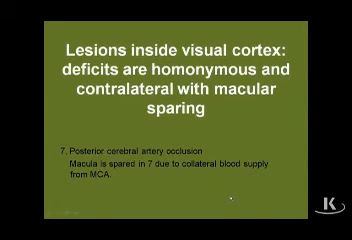 Lesions inside visual cortex:
deficits are homonymous and
contralateral with macular
sparing
7. Posterior cerebral artery occlusion
Macula is spared in 7 due to collateral blood supply
from MCA.
K